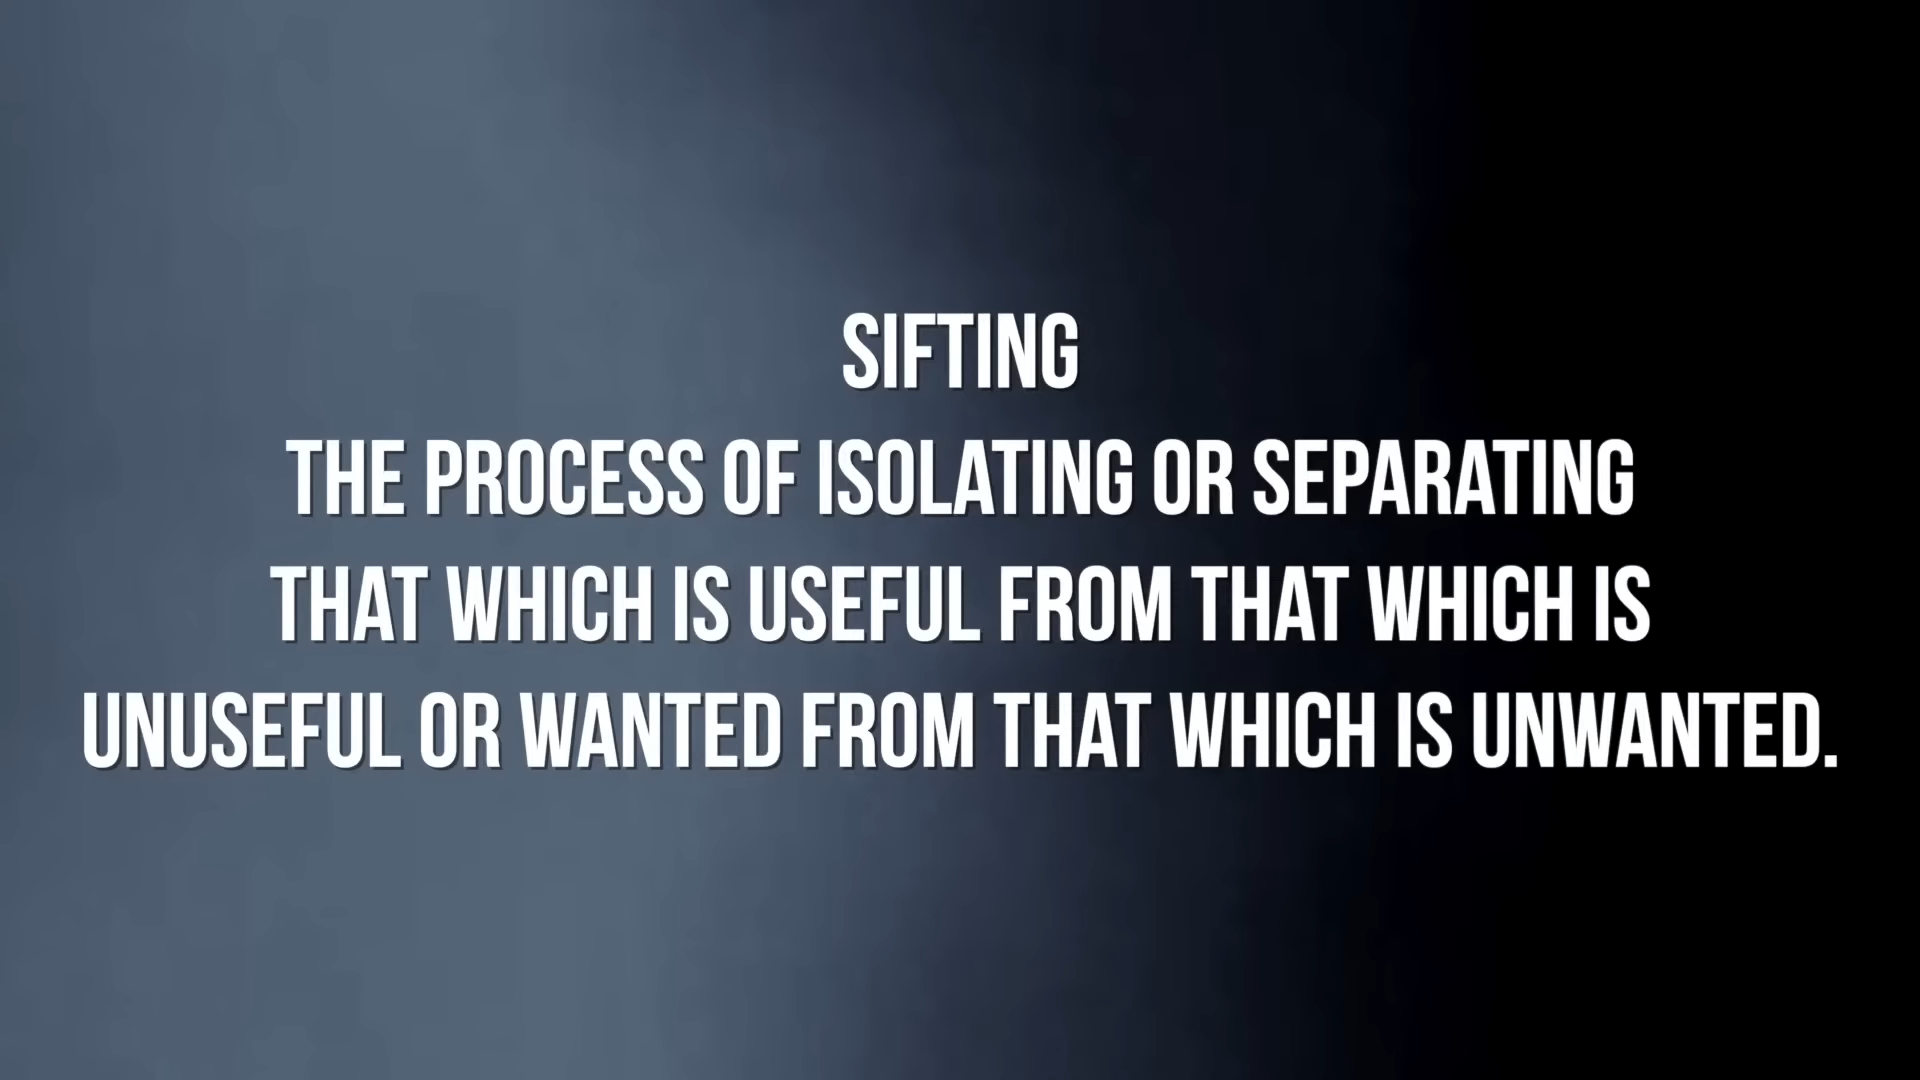 SIFTING
THE PROCESS OF ISOLATING OR SEPARATING
THAT WHICH IS USEFUL FROM THAT WHICH IS
UNUSEFUL OR WANTED FROM THAT WHICH IS UNWANTED.